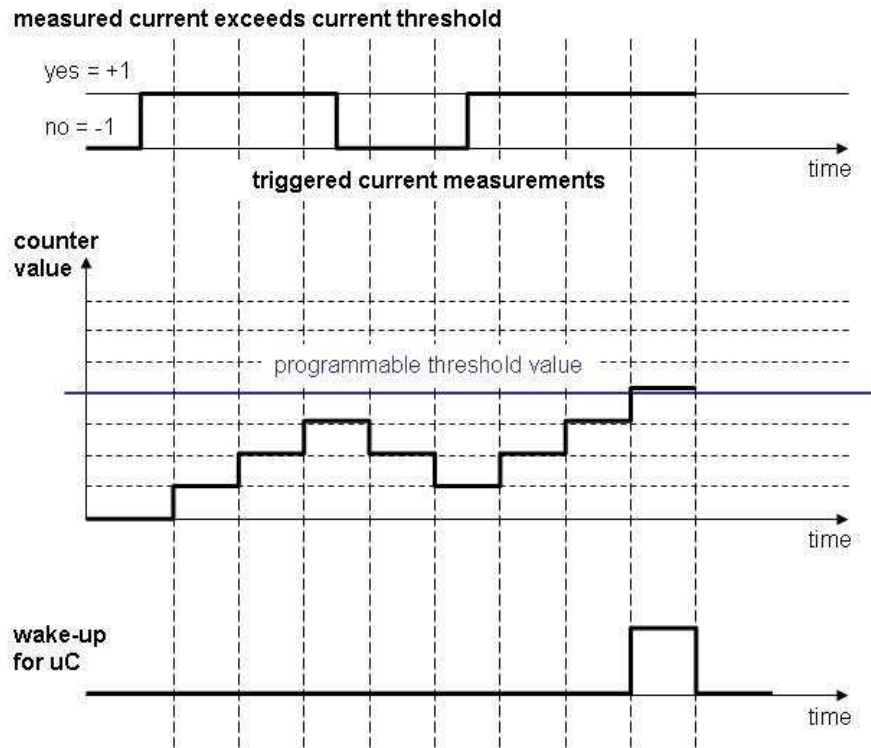 measured current exceeds current threshold
yes = +1
no = -1
time
triggered current measurements
counter
value
programmable threshold value
time
wake-up
for uC
time